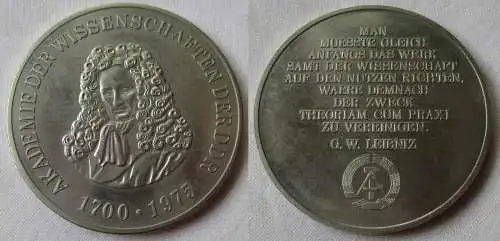 AKADEMIE DER WISSENSCHAFTEN DER DDR
1700 · 1975
MAN
MUESSTE GLEICH
ANFANGS DAS WERK
SAMT DER WISSENSCHAFT
AUF DEN NUTZEN RICHTEN.
WAERE DEMNACH
DER ZWECK
THEORIAM CUM PRAXI
ZU VEREINIGEN.
G. W. LEIBNIZ